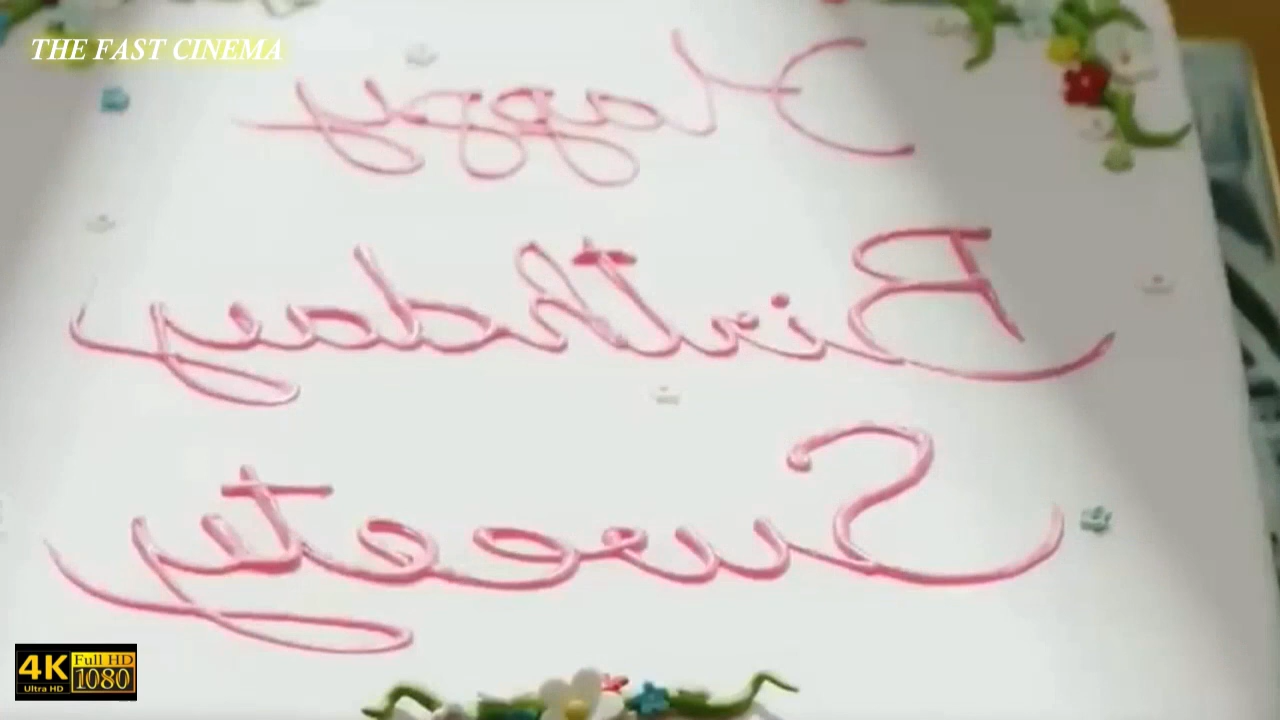 THE FAST CINEMA
Happy
Birthday
Sweety
4K Ultra HD
Full HD 1080